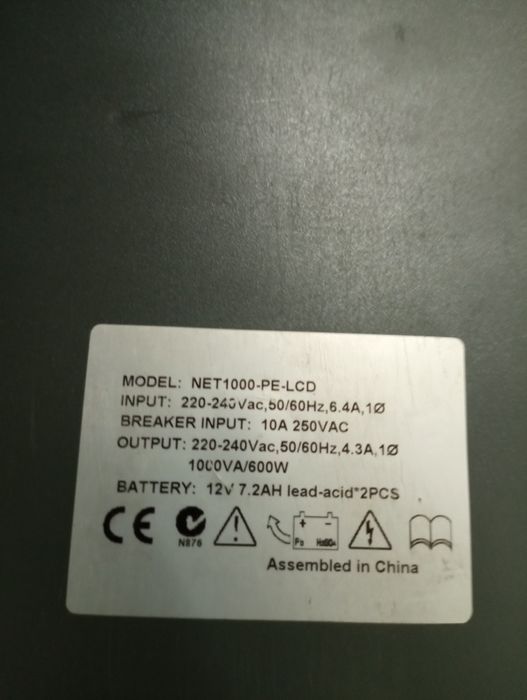 MODEL: NET1000-PE-LCD
INPUT: 220-240Vac,50/60Hz,6.4A,1Ø
BREAKER INPUT: 10A 250VAC
OUTPUT: 220-240Vac,50/60Hz,4.3A,1Ø
1000VA/600W
BATTERY: 12V 7.2AH lead-acid*2PCS
CE
N876
+ -
Assembled in China